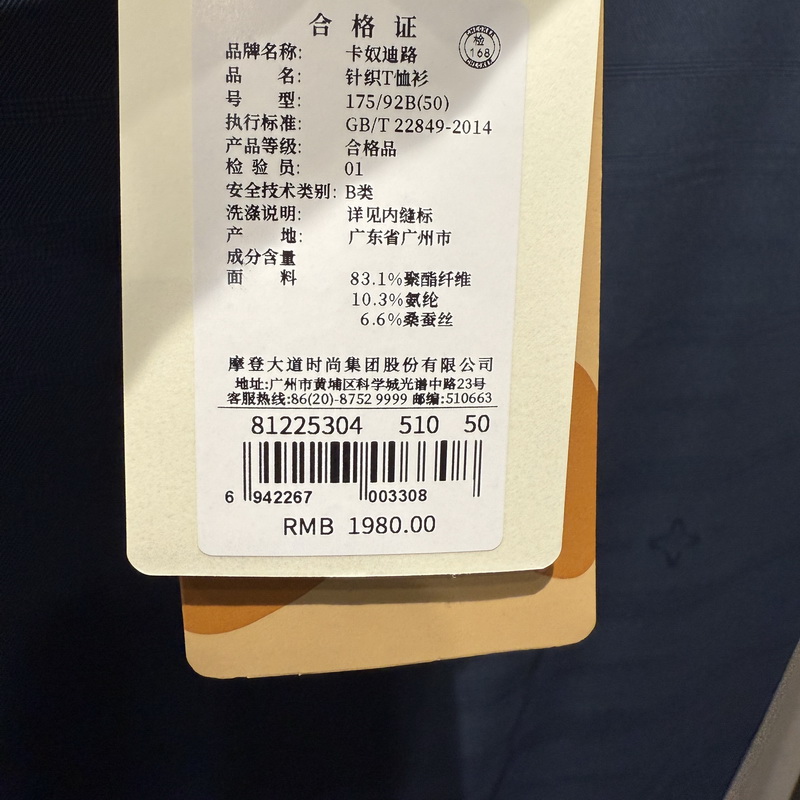 合格证
品牌名称: 卡奴迪路
CHECKER 检 168 CHECKER
品 名: 针织T恤衫
号 型: 175/92B(50)
执行标准: GB/T 22849-2014
产品等级: 合格品
检 验 员: 01
安全技术类别: B类
洗涤说明: 详见内缝标
产 地: 广东省广州市
成分含量
面 料 83.1%聚酯纤维
10.3%氨纶
6.6%桑蚕丝
摩登大道时尚集团股份有限公司
地址:广州市黄埔区科学城光谱中路23号
客服热线:86(20)-8752 9999 邮编:510663
81225304 510 50
6 942267 003308
RMB 1980.00